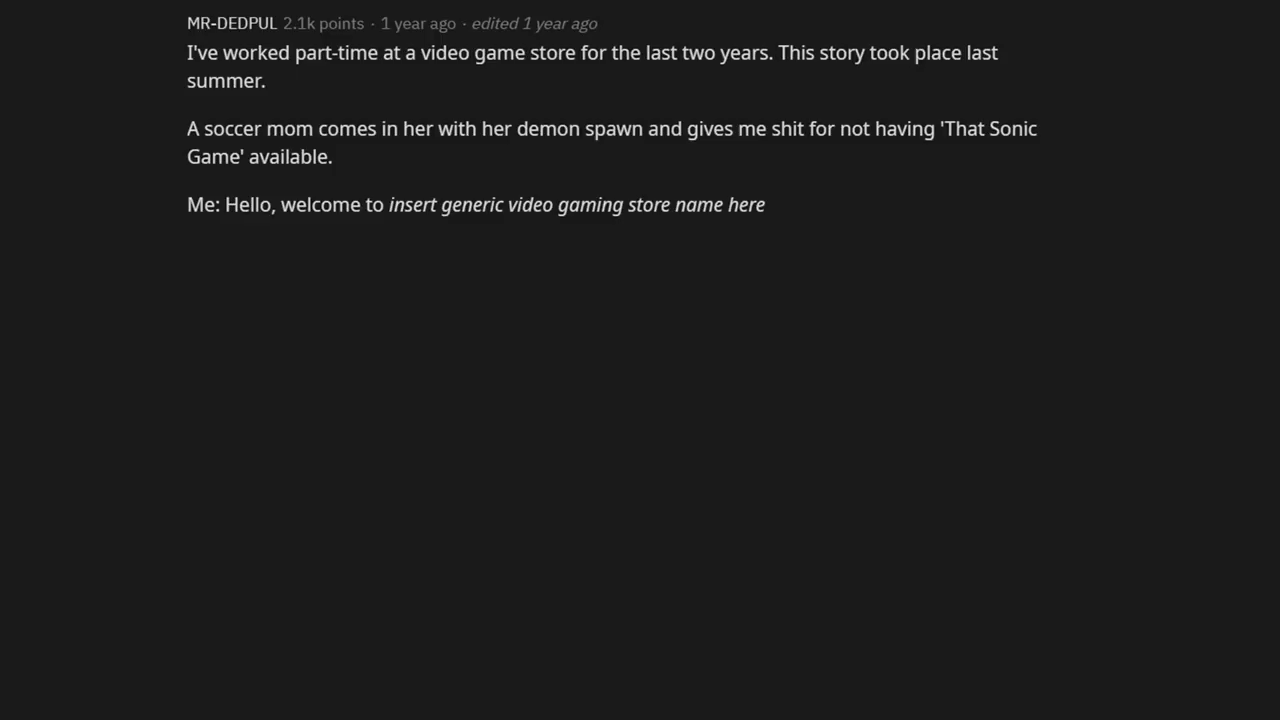 MR-DEDPUL 2.1k points · 1 year ago · edited 1 year ago
I've worked part-time at a video game store for the last two years. This story took place last
summer.
A soccer mom comes in her with her demon spawn and gives me shit for not having 'That Sonic
Game' available.
Me: Hello, welcome to insert generic video gaming store name here